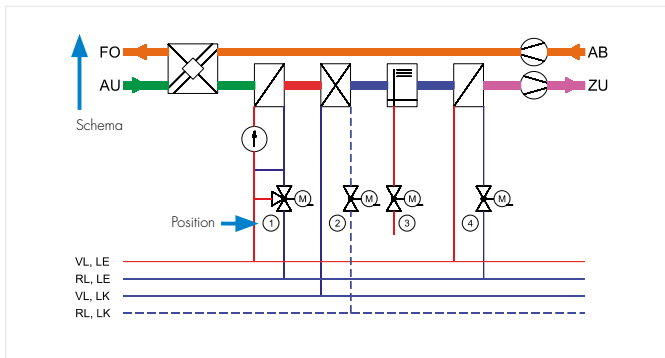 FO
AB
AU
ZU
Schema
M
M
M
M
Position
1
2
3
4
VL, LE
RL, LE
VL, LK
RL, LK